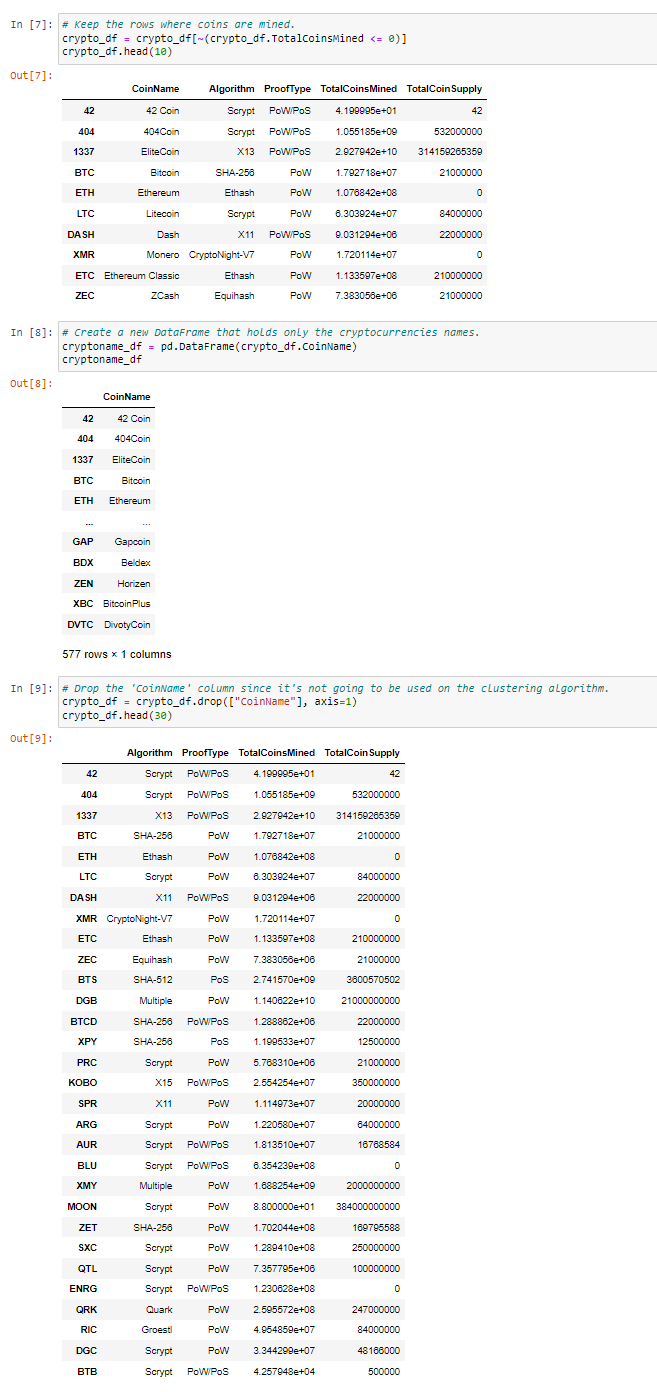 In [7]: # Keep the rows where coins are mined.
crypto_df = crypto_df[~(crypto_df.TotalCoinsMined <= 0)]
crypto_df.head(10)
Out[7]:
CoinName Algorithm ProofType TotalCoinsMined TotalCoinSupply
42 42 Coin Scrypt PoW/PoS 4.199995e+01 42
404 404Coin Scrypt PoW/PoS 1.055185e+09 532000000
1337 EliteCoin X13 PoW/PoS 2.927942e+10 314159265359
BTC Bitcoin SHA-256 PoW 1.792718e+07 21000000
ETH Ethereum Ethash PoW 1.076842e+08 0
LTC Litecoin Scrypt PoW 6.303924e+07 84000000
DASH Dash X11 PoW/PoS 9.031294e+06 22000000
XMR Monero CryptoNight-V7 PoW 1.720114e+07 0
ETC Ethereum Classic Ethash PoW 1.133597e+08 210000000
ZEC ZCash Equihash PoW 7.383056e+06 21000000
In [8]: # Create a new DataFrame that holds only the cryptocurrencies names.
cryptoname_df = pd.DataFrame(crypto_df.CoinName)
cryptoname_df
Out[8]:
CoinName
42 42 Coin
404 404Coin
1337 EliteCoin
BTC Bitcoin
ETH Ethereum
... ...
GAP Gapcoin
BDX Beldex
ZEN Horizen
XBC BitcoinPlus
DVTC DivotyCoin
577 rows × 1 columns
In [9]: # Drop the 'CoinName' column since it's not going to be used on the clustering algorithm.
crypto_df = crypto_df.drop(["CoinName"], axis=1)
crypto_df.head(30)
Out[9]:
Algorithm ProofType TotalCoinsMined TotalCoinSupply
42 Scrypt PoW/PoS 4.199995e+01 42
404 Scrypt PoW/PoS 1.055185e+09 532000000
1337 X13 PoW/PoS 2.927942e+10 314159265359
BTC SHA-256 PoW 1.792718e+07 21000000
ETH Ethash PoW 1.076842e+08 0
LTC Scrypt PoW 6.303924e+07 84000000
DASH X11 PoW/PoS 9.031294e+06 22000000
XMR CryptoNight-V7 PoW 1.720114e+07 0
ETC Ethash PoW 1.133597e+08 210000000
ZEC Equihash PoW 7.383056e+06 21000000
BTS SHA-512 PoS 2.741570e+09 3600570502
DGB Multiple PoW 1.140622e+10 21000000000
BTCD SHA-256 PoW/PoS 1.288862e+06 22000000
XPY SHA-256 PoS 1.199533e+07 12500000
PRC Scrypt PoW 5.768310e+06 21000000
KOBO X15 PoW/PoS 2.554254e+07 350000000
SPR X11 PoW 1.114973e+07 20000000
ARG Scrypt PoW 1.220580e+07 64000000
AUR Scrypt PoW/PoS 1.813510e+07 16768584
BLU Scrypt PoW/PoS 6.354239e+08 0
XMY Multiple PoW 1.688254e+09 2000000000
MOON Scrypt PoW 8.800000e+01 384000000000
ZET SHA-256 PoW 1.702044e+08 169795588
SXC Scrypt PoW 1.289410e+08 250000000
QTL Scrypt PoW 7.357795e+06 100000000
ENRG Scrypt PoW/PoS 1.230628e+08 0
QRK Quark PoW 2.595572e+08 247000000
RIC Groestl PoW 4.954859e+07 84000000
DGC Scrypt PoW 3.344299e+07 48166000
BTB Scrypt PoW/PoS 4.257948e+04 500000